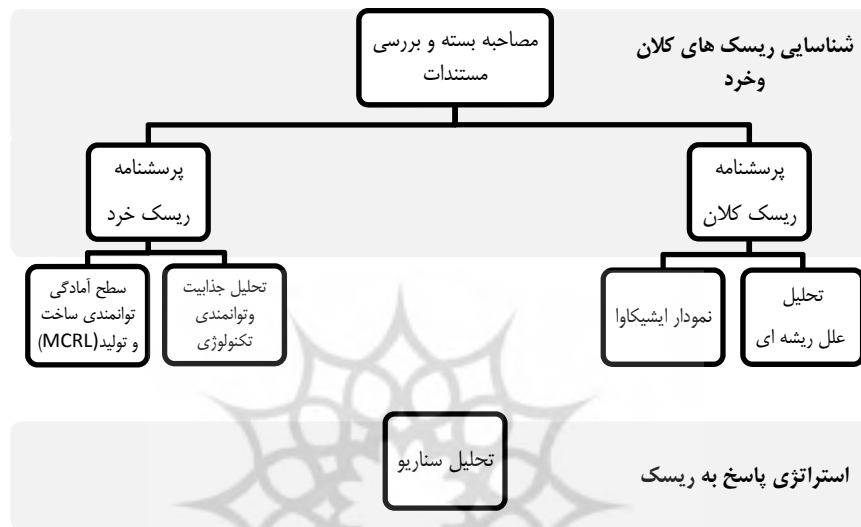 شناسایی ریسک های کلان
وخرد
مصاحبه بسته و بررسی
مستندات
پرسشنامه
ریسک کلان
پرسشنامه
ریسک خرد
تحلیل
علل ریشه ای
نمودار ایشیکاوا
تحلیل جذابیت
وتوانمندی
تکنولوژی
سطح آمادگی
توانمندی ساخت
و تولید(MCRL)
استراتژی پاسخ به ریسک
تحلیل سناریو